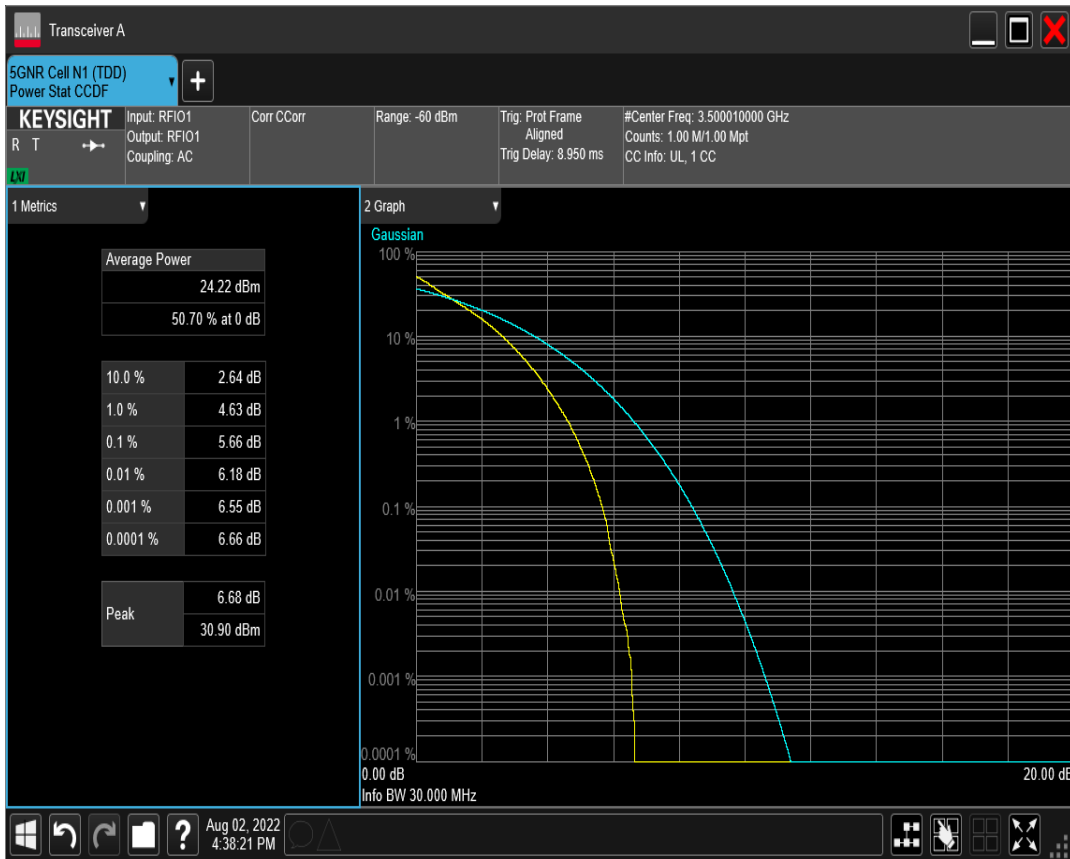 Transceiver A
5GNR Cell N1 (TDD)
Power Stat CCDF
+
KEYSIGHT
R T
LXI
Input: RFIO1
Output: RFIO1
Coupling: AC
Corr CCorr
Range: -60 dBm
Trig: Prot Frame
Aligned
Trig Delay: 8.950 ms
#Center Freq: 3.500010000 GHz
Counts: 1.00 M/1.00 Mpt
CC Info: UL, 1 CC
1 Metrics
Average Power
24.22 dBm
50.70 % at 0 dB
10.0 % 2.64 dB
1.0 % 4.63 dB
0.1 % 5.66 dB
0.01 % 6.18 dB
0.001 % 6.55 dB
0.0001 % 6.66 dB
Peak 6.68 dB
30.90 dBm
2 Graph
Gaussian
100 %
10 %
1 %
0.1 %
0.01 %
0.001 %
0.0001 %
0.00 dB 20.00 dB
Info BW 30.000 MHz
?
Aug 02, 2022
4:38:21 PM